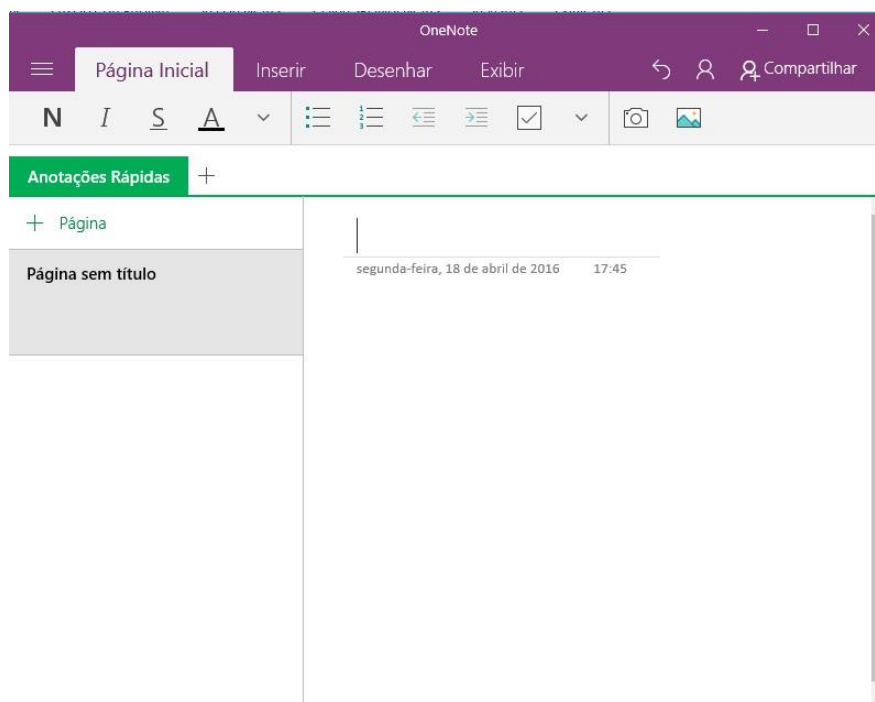 OneNote
Página Inicial Inserir Desenhar Exibir Compartilhar
N I S A
Anotações Rápidas
Página
Página sem título
segunda-feira, 18 de abril de 2016 17:45